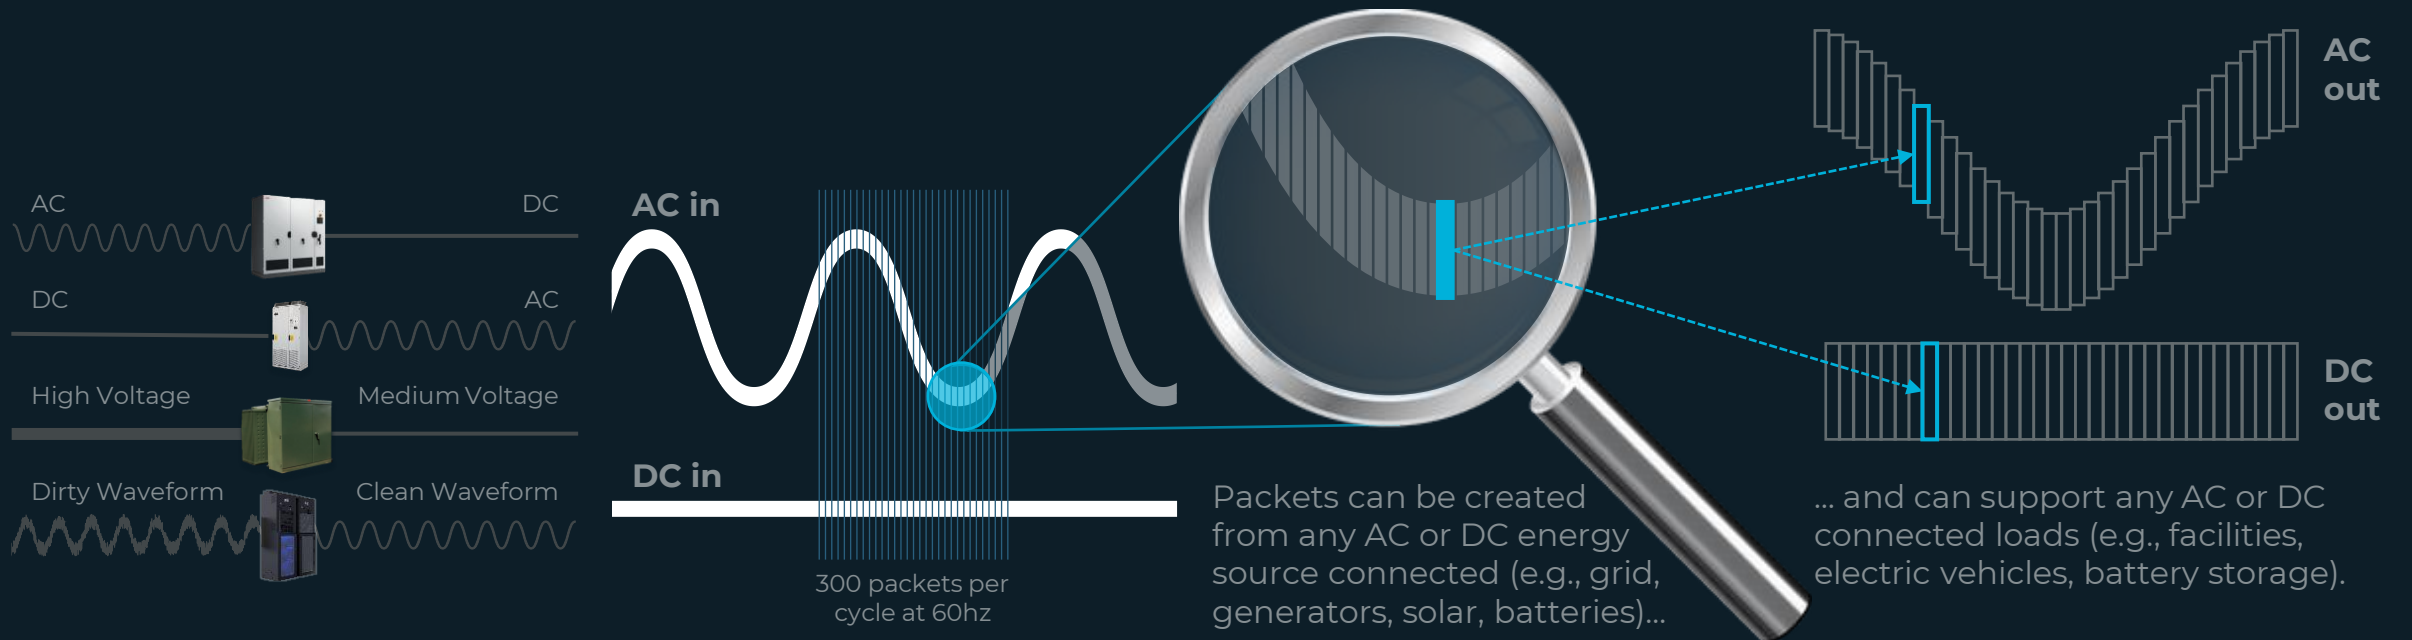 AC
DC
DC
AC
High Voltage
Medium Voltage
Dirty Waveform
Clean Waveform
AC in
DC in
300 packets per
cycle at 60hz
Packets can be created
from any AC or DC energy
source connected (e.g., grid,
generators, solar, batteries)...
AC
out
DC
out
... and can support any AC or DC
connected loads (e.g., facilities,
electric vehicles, battery storage).